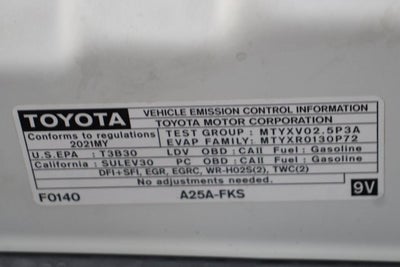 TOYOTA
VEHICLE EMISSION CONTROL INFORMATION
TOYOTA MOTOR CORPORATION
Conforms to regulations
2021MY
TEST GROUP : MTYXV02.5P3A
EVAP FAMILY: MTYXR0130P72
U.S.EPA : T3B30 LDV OBD : CAII Fuel : Gasoline
California : SULEV30 PC OBD : CAII Fuel : Gasoline
DFI+SFI, EGR, EGRC, WR-HO2S(2), TWC(2)
No adjustments needed.
F0140 A25A-FKS 9V